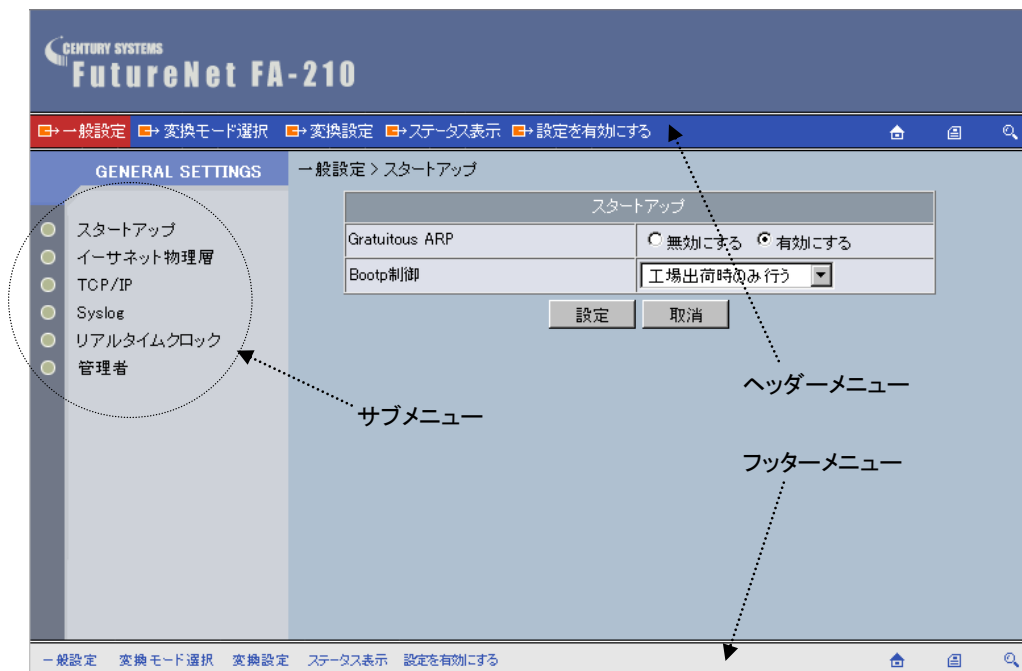 CENTURY SYSTEMS
FutureNet FA-210
一般設定 変換モード選択 変換設定 ステータス表示 設定を有効にする
GENERAL SETTINGS
一般設定 > スタートアップ
スタートアップ
イーサネット物理層
TCP/IP
Syslog
リアルタイムクロック
管理者
スタートアップ
Gratuitous ARP 無効にする 有効にする
Bootp制御 工場出荷時のみ行う
設定 取消
ヘッダーメニュー
サブメニュー
フッターメニュー
一般設定 変換モード選択 変換設定 ステータス表示 設定を有効にする